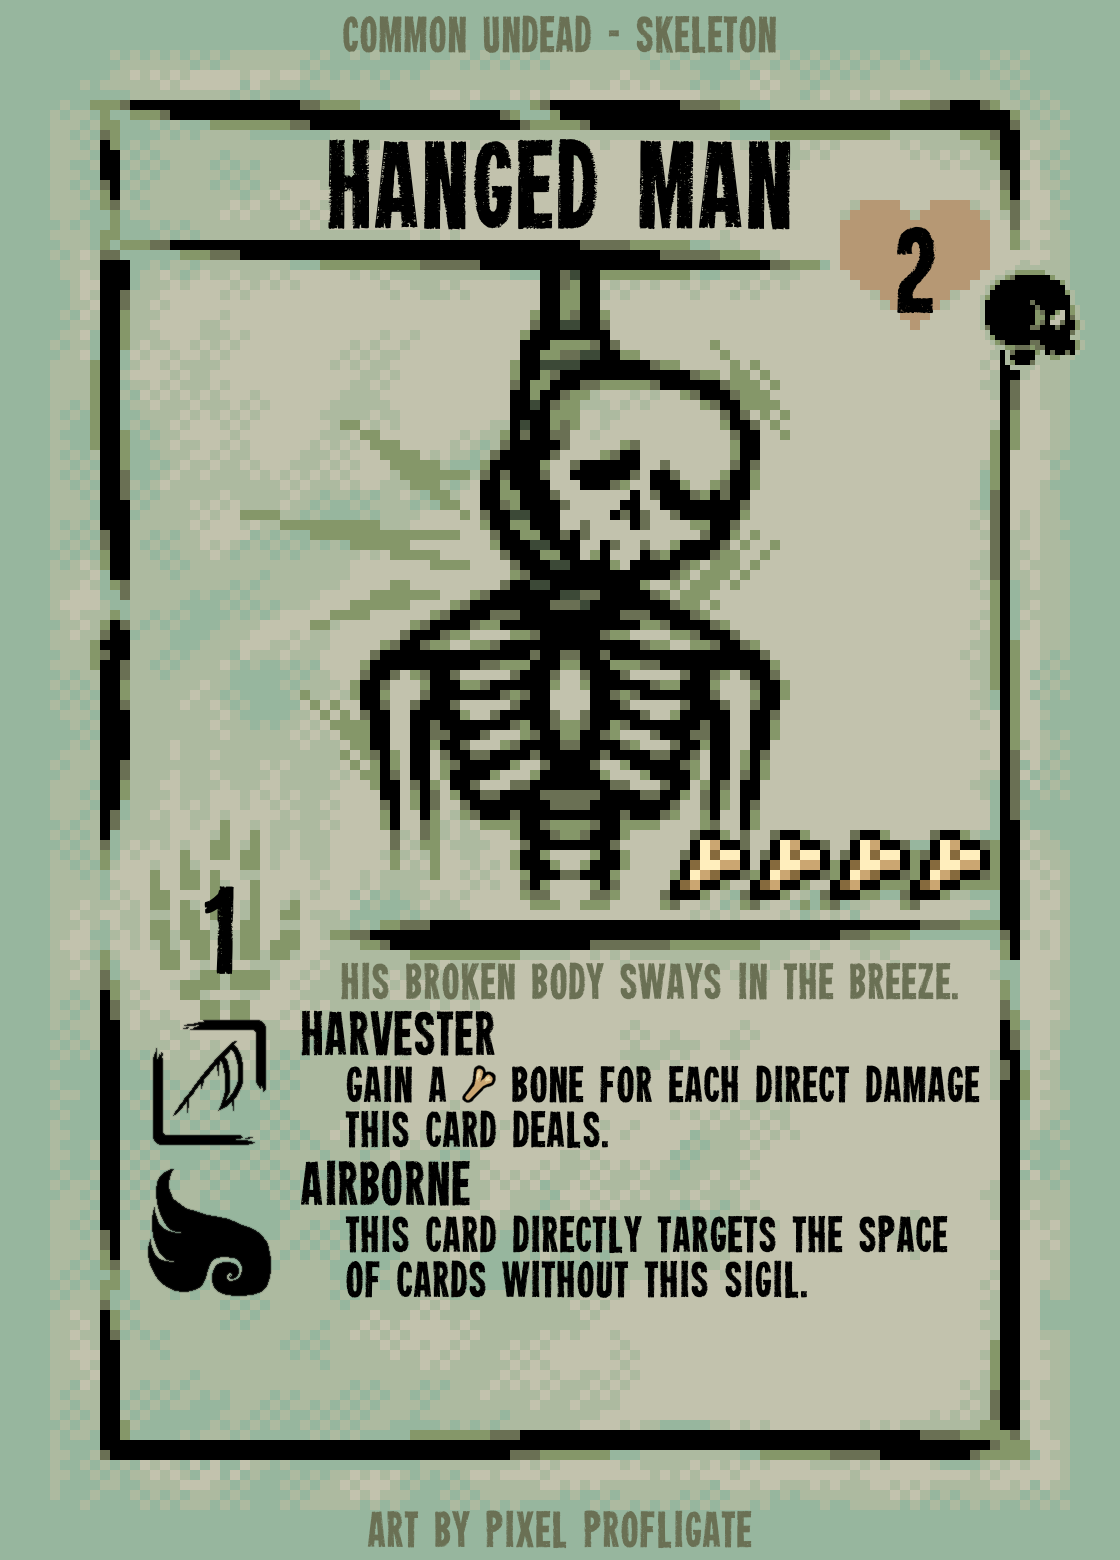 COMMON UNDEAD - SKELETON
HANGED MAN
2
1
HIS BROKEN BODY SWAYS IN THE BREEZE.
HARVESTER
GAIN A BONE FOR EACH DIRECT DAMAGE
THIS CARD DEALS.
AIRBORNE
THIS CARD DIRECTLY TARGETS THE SPACE
OF CARDS WITHOUT THIS SIGIL.
ART BY PIXEL PROFLIGATE